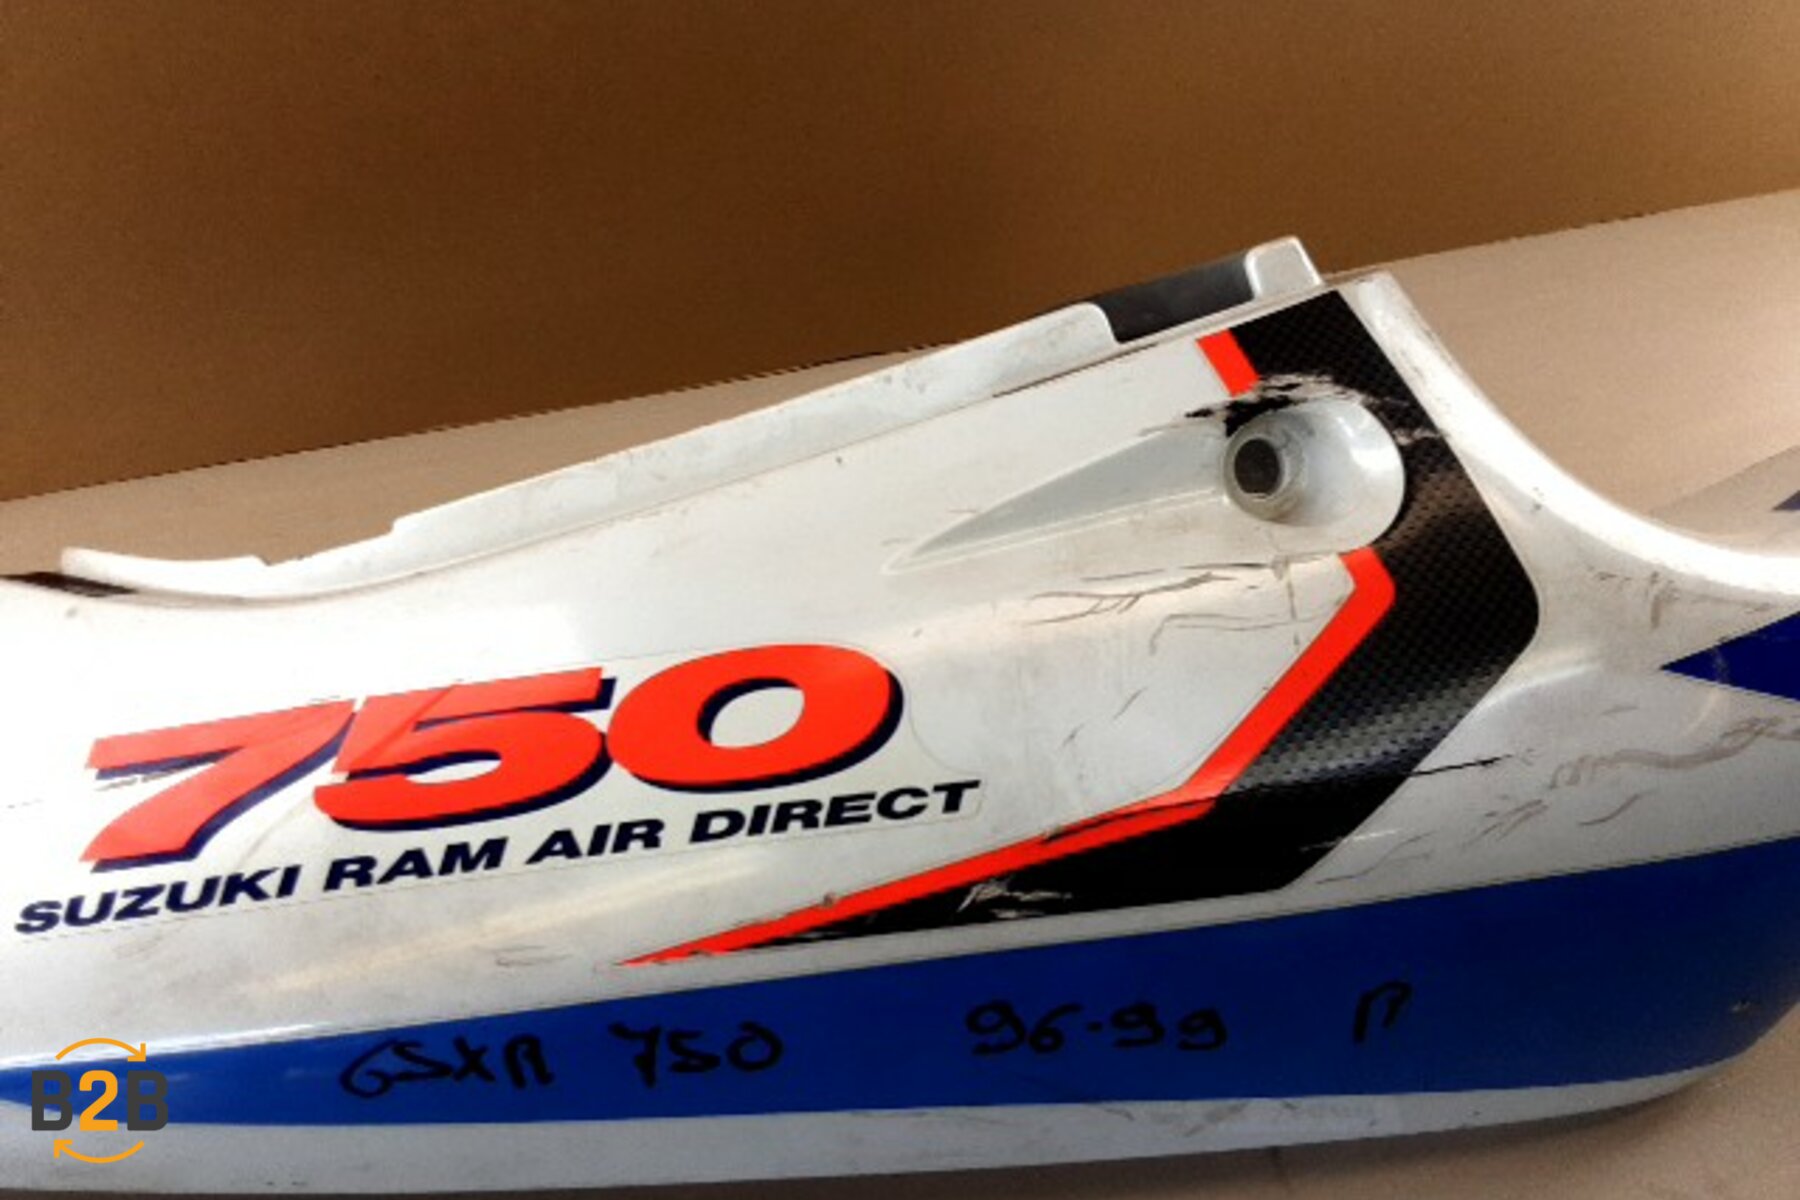 750
SUZUKI RAM AIR DIRECT
GSXR 750 96-99 R
B2B